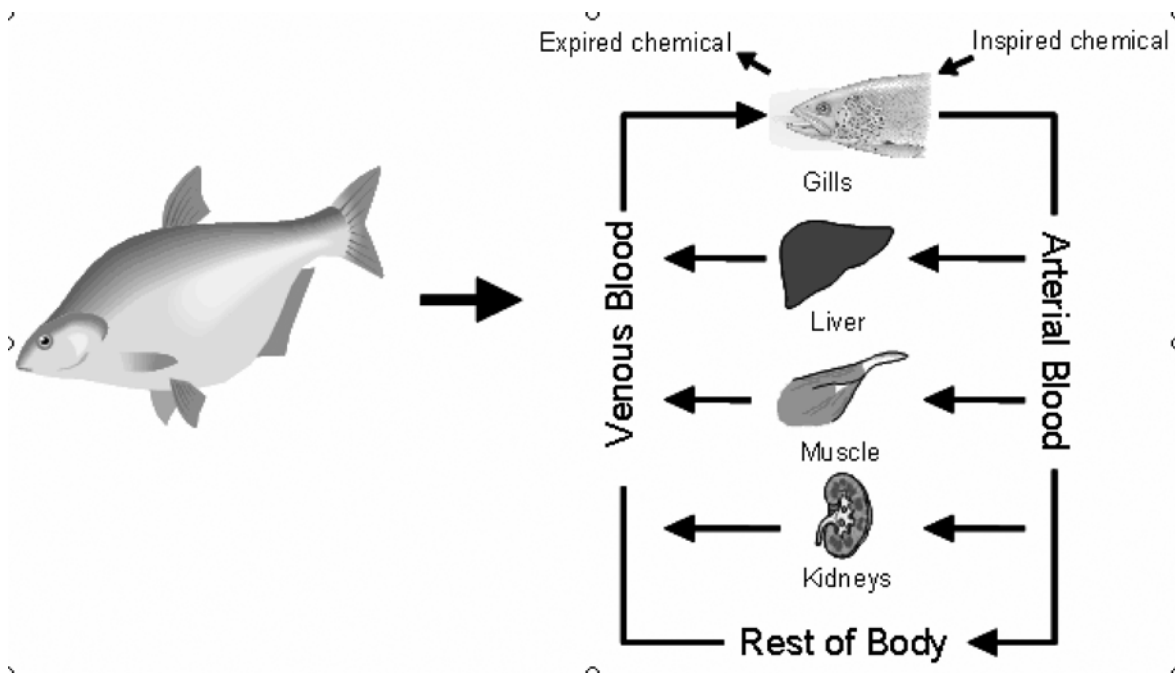 Expired chemical
Inspired chemical
Gills
Venous Blood
Arterial Blood
Liver
Muscle
Kidneys
Rest of Body